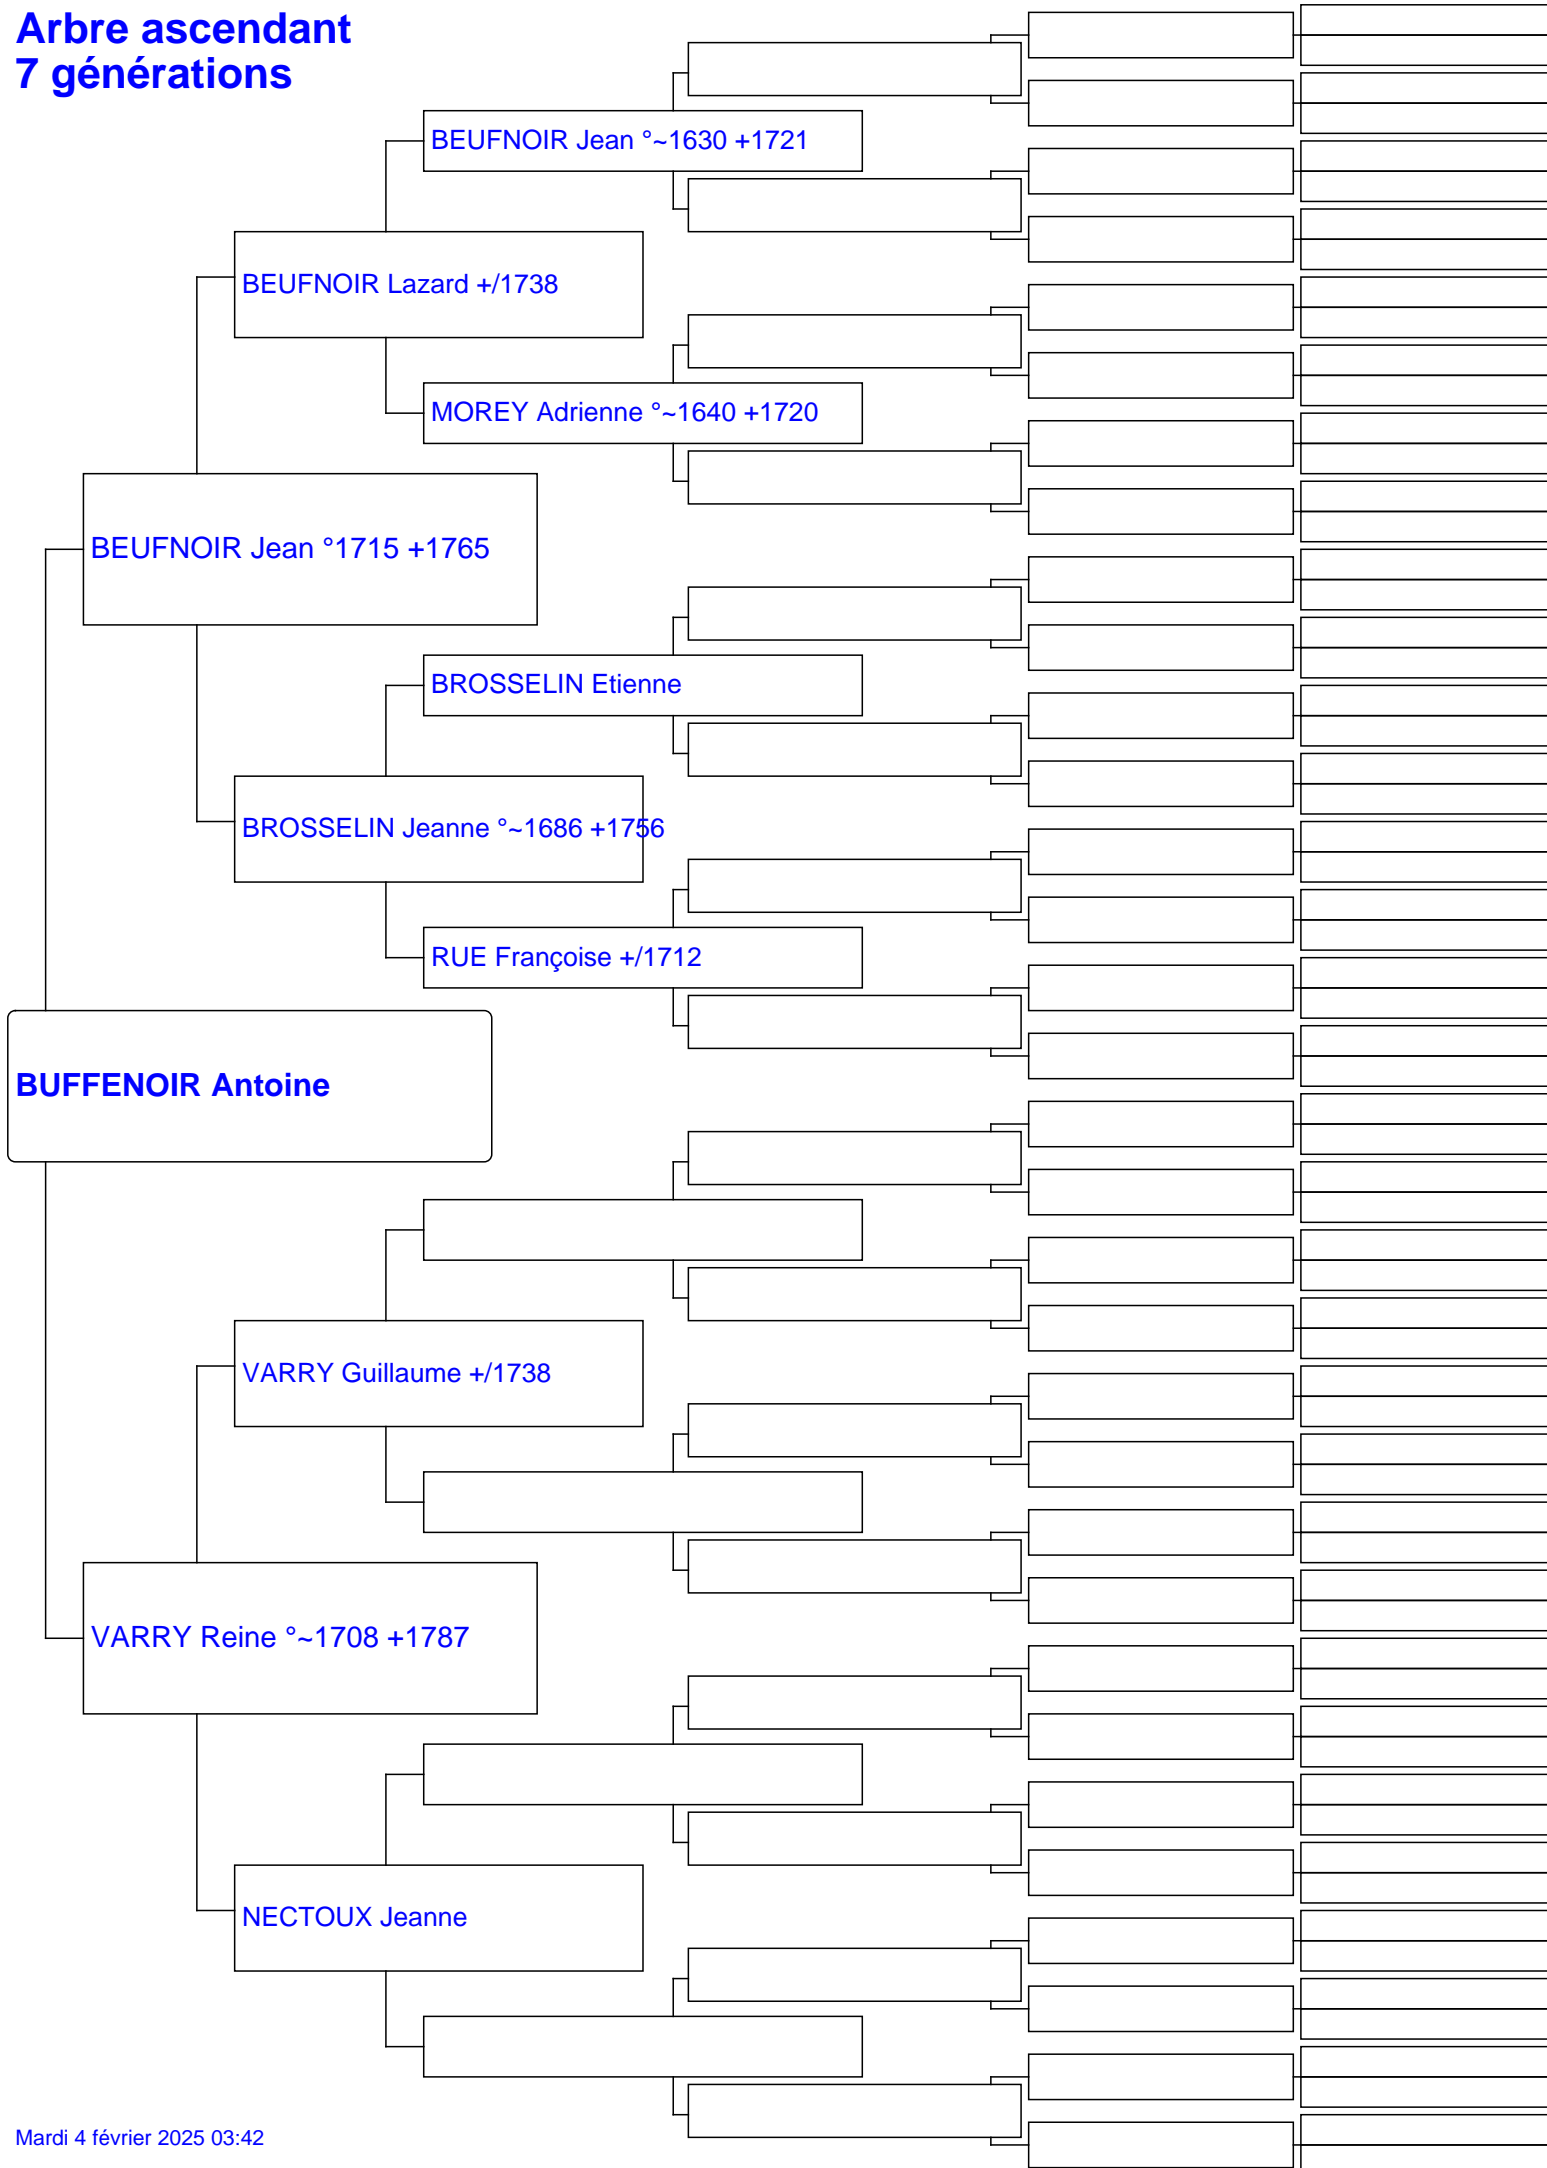 Arbre ascendant
7 générations
BEUFNOIR Jean °~1630 +1721
BEUFNOIR Lazard +/1738
MOREY Adrienne °~1640 +1720
BEUFNOIR Jean °1715 +1765
BROSSELIN Etienne
BROSSELIN Jeanne °~1686 +1756
RUE Françoise +/1712
BUFFENOIR Antoine
VARRY Guillaume +/1738
VARRY Reine °~1708 +1787
NECTOUX Jeanne
Mardi 4 février 2025 03:42